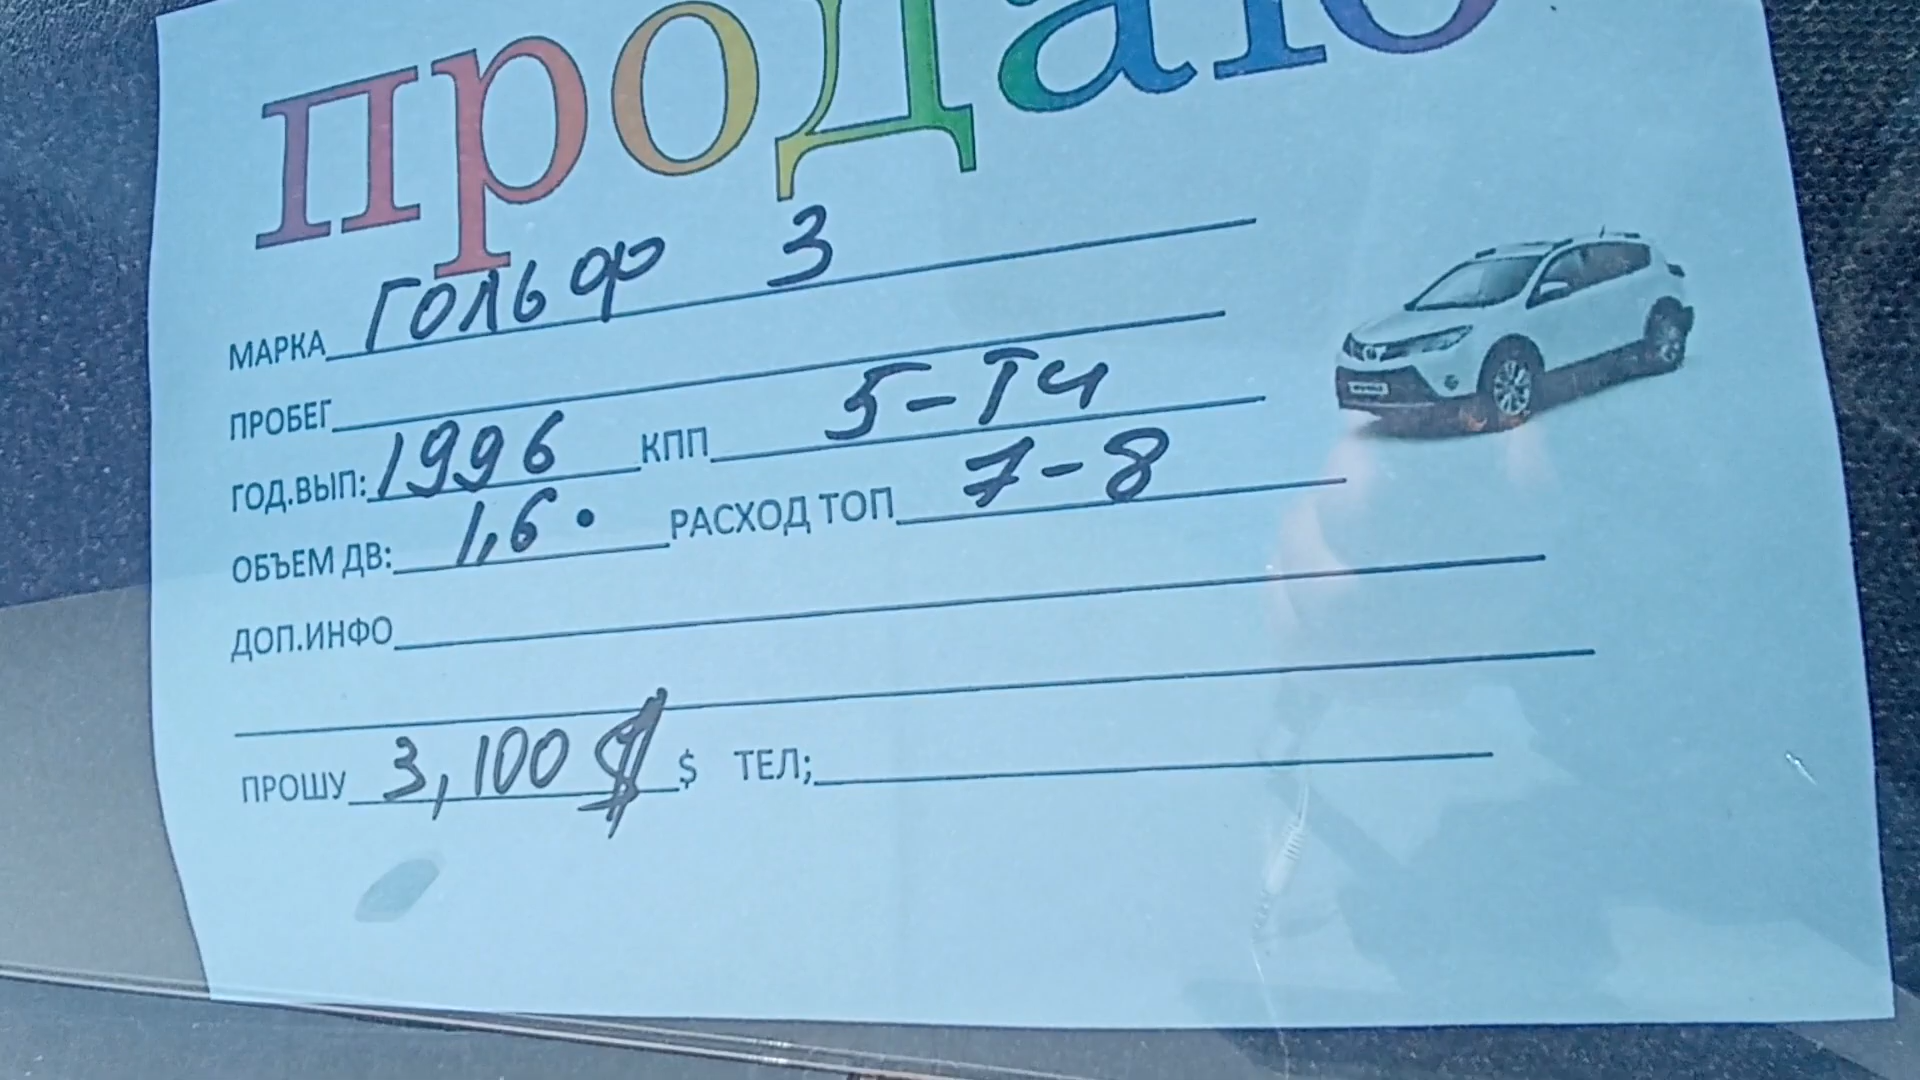 продаю
МАРКА Гольф 3
ПРОБЕГ
ГОД.ВЫП: 1996 КПП 5-Тч
ОБЪЕМ ДВ: 1,6 • РАСХОД ТОП 7-8
ДОП.ИНФО
ПРОШУ 3,100 $ $ ТЕЛ;